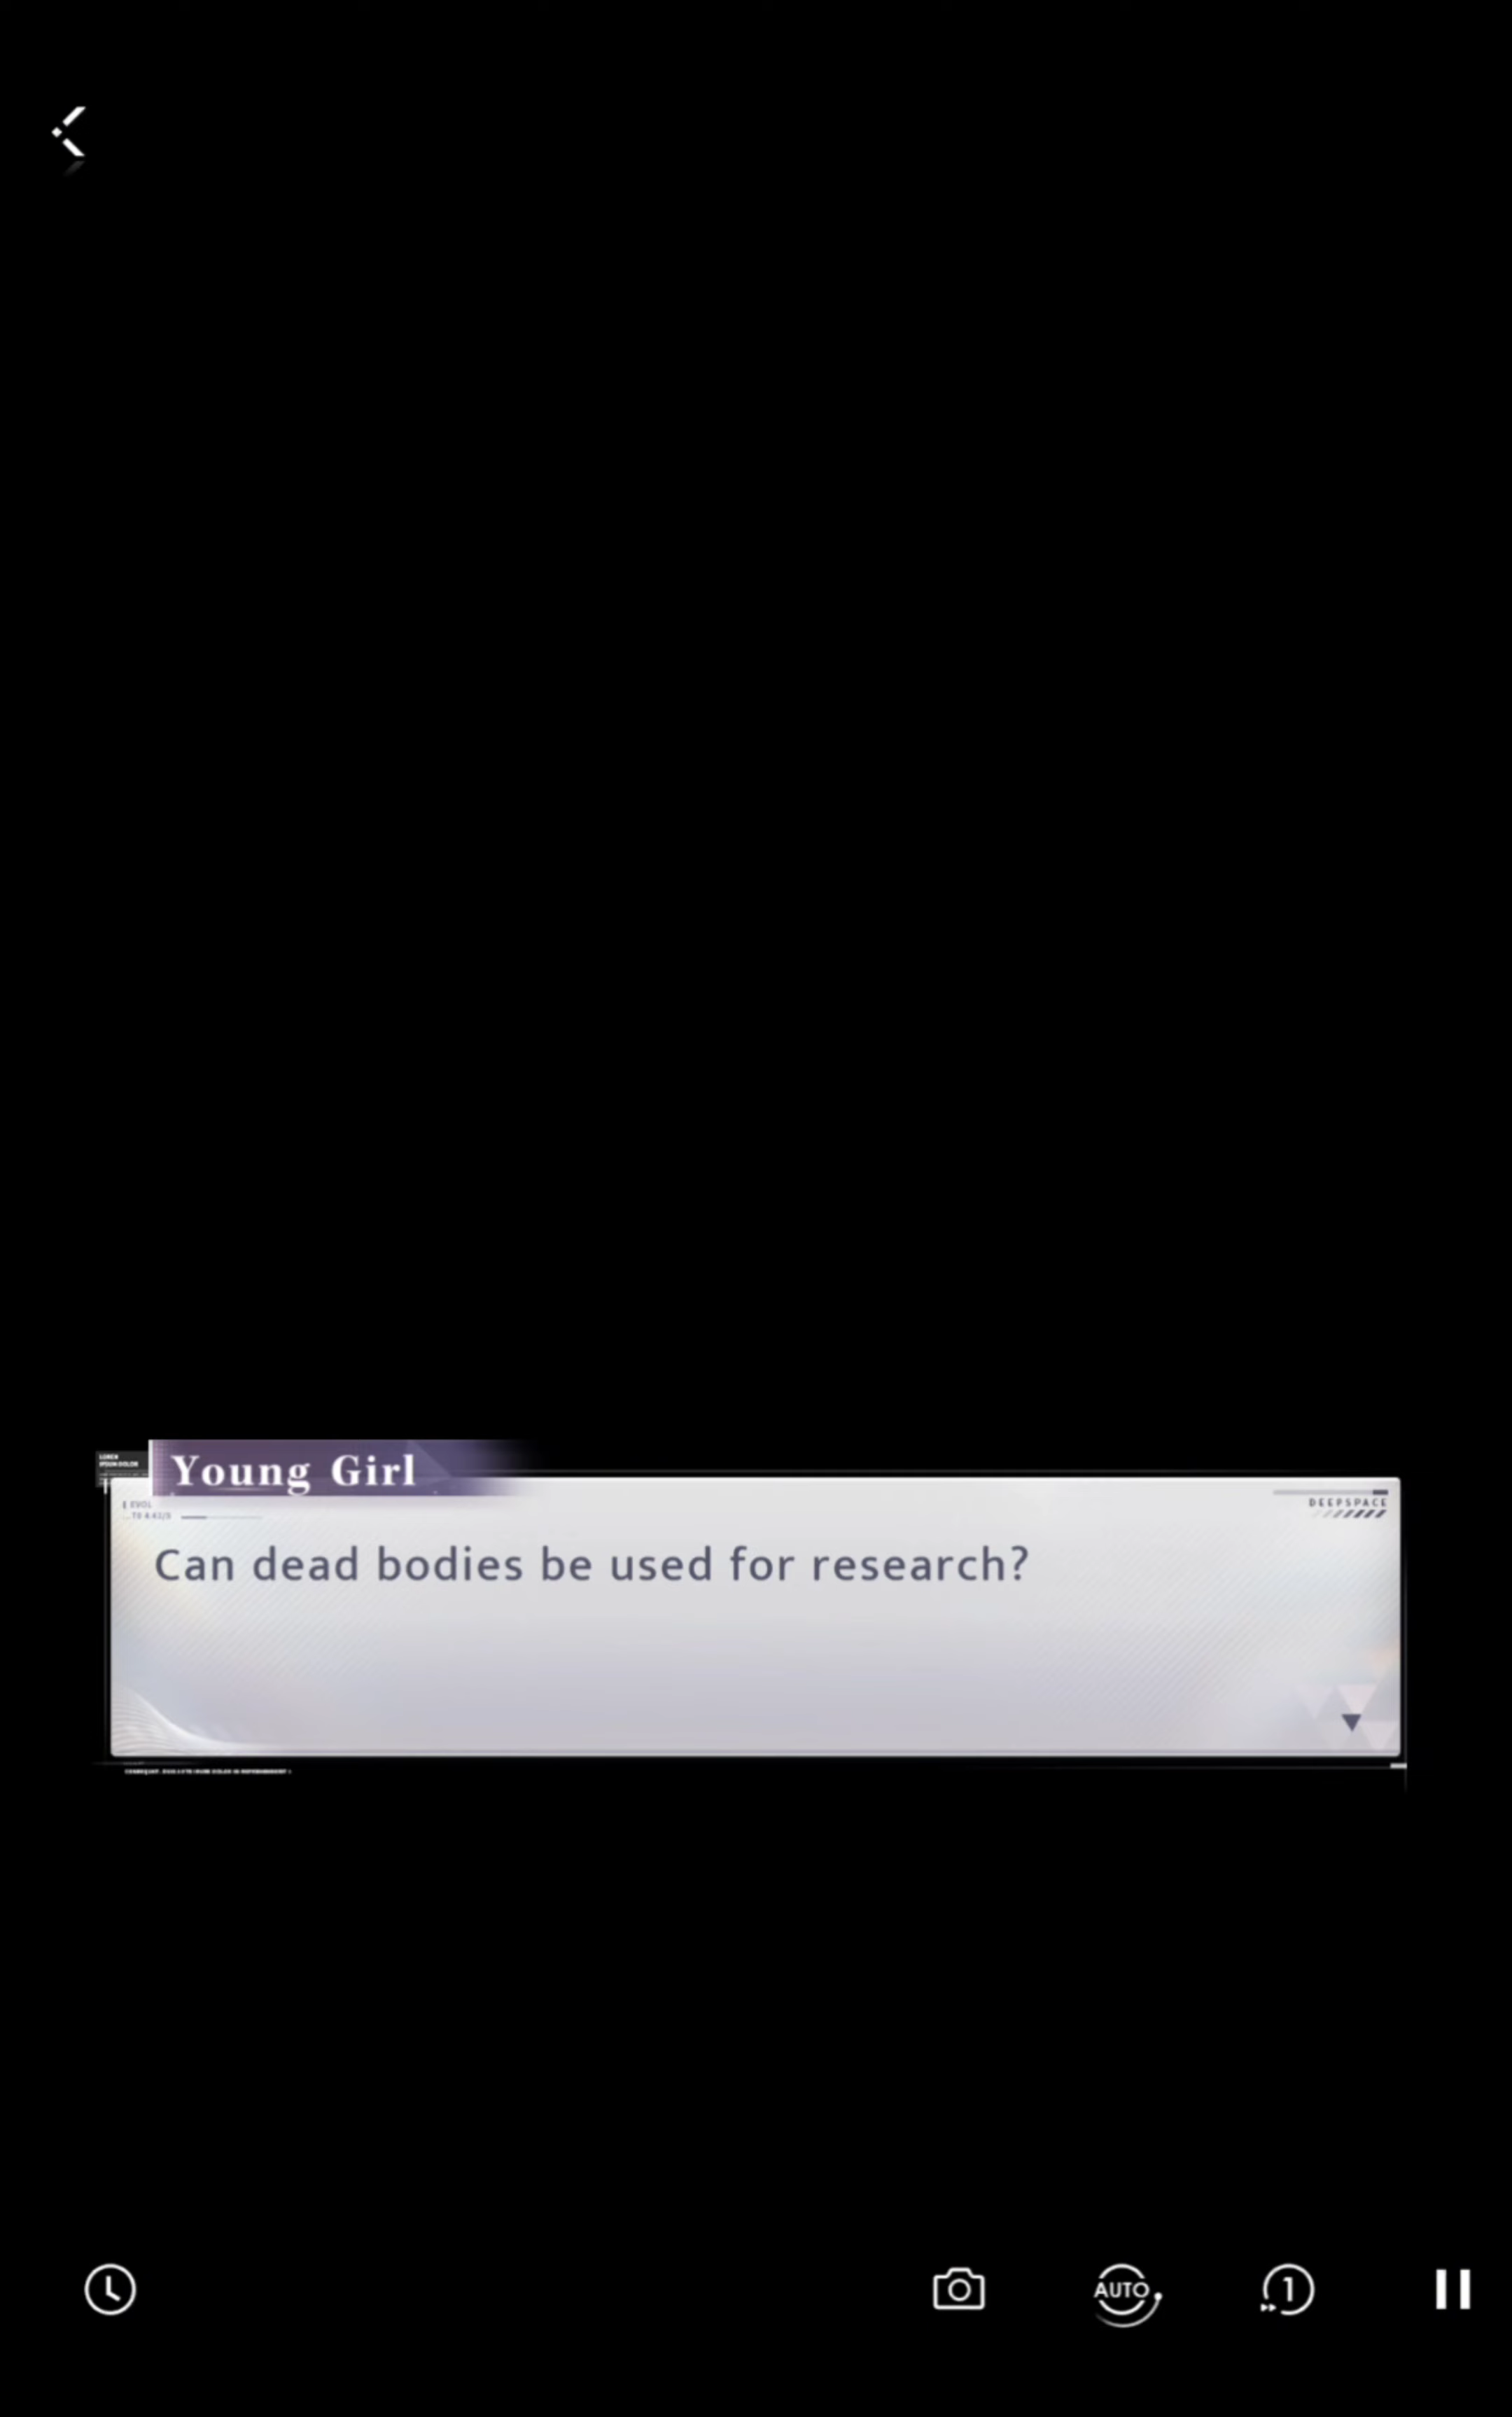 Young Girl
DEEPSPACE
Can dead bodies be used for research?
AUTO
1